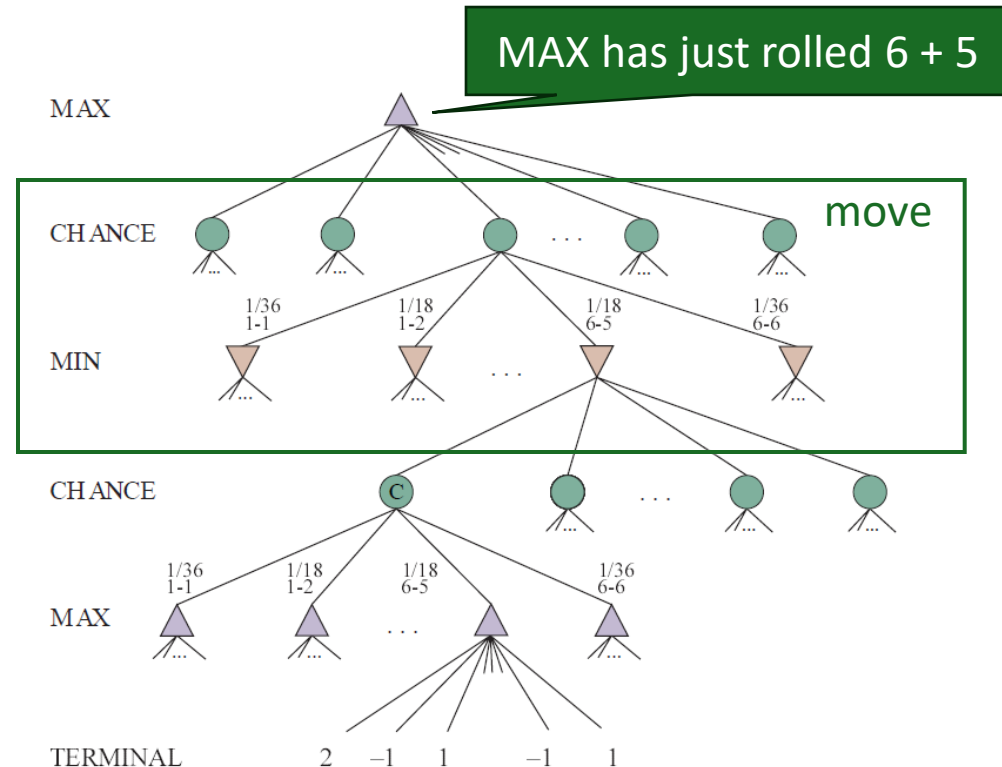 MAX has just rolled 6 + 5
MAX
move
CHANCE
. . .
... ... ... ...
1/36 1/18 1/18 1/36
1-1 1-2 6-5 6-6
MIN
. . .
... ... ...
CHANCE
C
. . .
... ... ...
1/36 1/18 1/18 1/36
1-1 1-2 6-5 6-6
MAX
. . .
... ... ...
TERMINAL 2 –1 1 –1 1